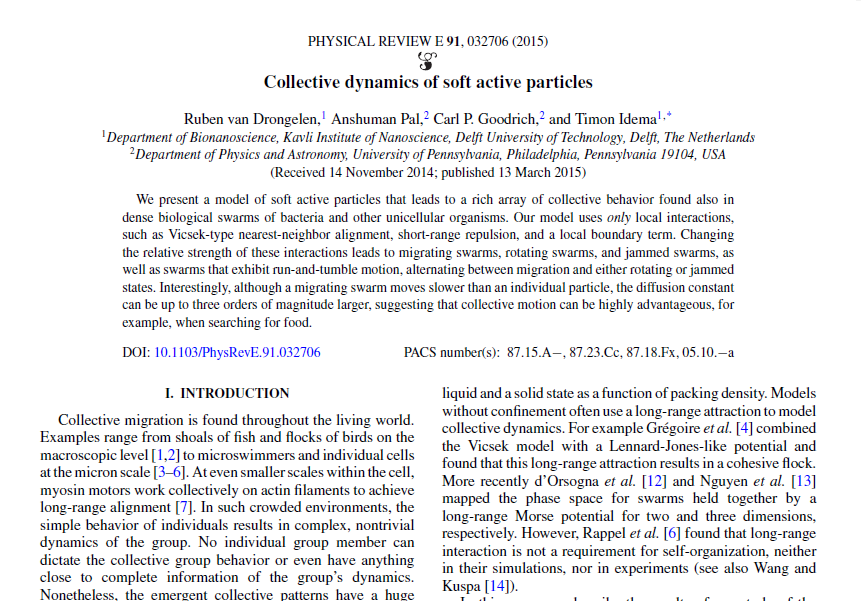 PHYSICAL REVIEW E 91, 032706 (2015)
Collective dynamics of soft active particles
Ruben van Drongelen,1 Anshuman Pal,2 Carl P. Goodrich,2 and Timon Idema1,*
1Department of Bionanoscience, Kavli Institute of Nanoscience, Delft University of Technology, Delft, The Netherlands
2Department of Physics and Astronomy, University of Pennsylvania, Philadelphia, Pennsylvania 19104, USA
(Received 14 November 2014; published 13 March 2015)
We present a model of soft active particles that leads to a rich array of collective behavior found also in
dense biological swarms of bacteria and other unicellular organisms. Our model uses only local interactions,
such as Vicsek-type nearest-neighbor alignment, short-range repulsion, and a local boundary term. Changing
the relative strength of these interactions leads to migrating swarms, rotating swarms, and jammed swarms, as
well as swarms that exhibit run-and-tumble motion, alternating between migration and either rotating or jammed
states. Interestingly, although a migrating swarm moves slower than an individual particle, the diffusion constant
can be up to three orders of magnitude larger, suggesting that collective motion can be highly advantageous, for
example, when searching for food.
DOI: 10.1103/PhysRevE.91.032706
PACS number(s): 87.15.A−, 87.23.Cc, 87.18.Fx, 05.10.−a
I. INTRODUCTION
Collective migration is found throughout the living world.
Examples range from shoals of fish and flocks of birds on the
macroscopic level [1,2] to microswimmers and individual cells
at the micron scale [3–6]. At even smaller scales within the cell,
myosin motors work collectively on actin filaments to achieve
long-range alignment [7]. In such crowded environments, the
simple behavior of individuals results in complex, nontrivial
dynamics of the group. No individual group member can
dictate the collective group behavior or even have anything
close to complete information of the group's dynamics.
Nonetheless, the emergent collective patterns have a huge
liquid and a solid state as a function of packing density. Models
without confinement often use a long-range attraction to model
collective dynamics. For example Grégoire et al. [4] combined
the Vicsek model with a Lennard-Jones-like potential and
found that this long-range attraction results in a cohesive flock.
More recently d'Orsogna et al. [12] and Nguyen et al. [13]
mapped the phase space for swarms held together by a
long-range Morse potential for two and three dimensions,
respectively. However, Rappel et al. [6] found that long-range
interaction is not a requirement for self-organization, neither
in their simulations, nor in experiments (see also Wang and
Kuspa [14]).